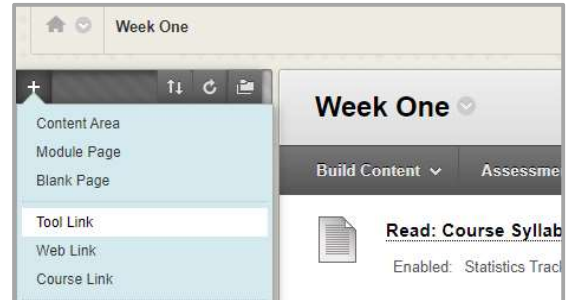 Week One
Content Area
Module Page
Blank Page
Tool Link
Web Link
Course Link
Week One
Build Content
Assessme
Read: Course Syllab
Enabled: Statistics Track